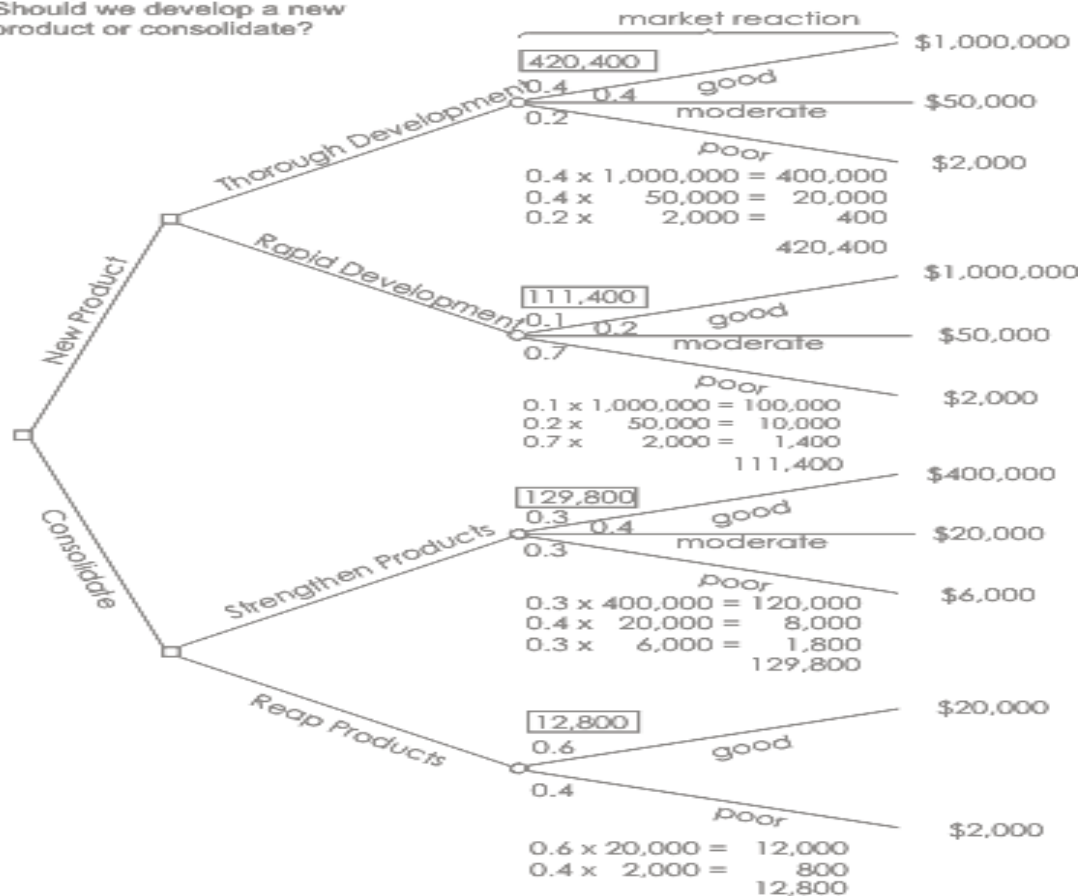 Should we develop a new
product or consolidate?
market reaction
$1,000,000
420,400
0.4
0.4
good
$50,000
moderate
0.2
Thorough Development
poor
$2,000
0.4 x 1,000,000 = 400,000
0.4 x 50,000 = 20,000
0.2 x 2,000 = 400
420,400
New Product
Rapid Development
$1,000,000
111,400
0.1
0.2
good
$50,000
moderate
0.7
poor
$2,000
0.1 x 1,000,000 = 100,000
0.2 x 50,000 = 10,000
0.7 x 2,000 = 1,400
111,400
$400,000
129,800
0.3
0.4
good
$20,000
moderate
0.3
Consolidate
Strengthen Products
poor
$6,000
0.3 x 400,000 = 120,000
0.4 x 20,000 = 8,000
0.3 x 6,000 = 1,800
129,800
Reap Products
$20,000
12,800
0.6
good
0.4
poor
$2,000
0.6 x 20,000 = 12,000
0.4 x 2,000 = 800
12,800